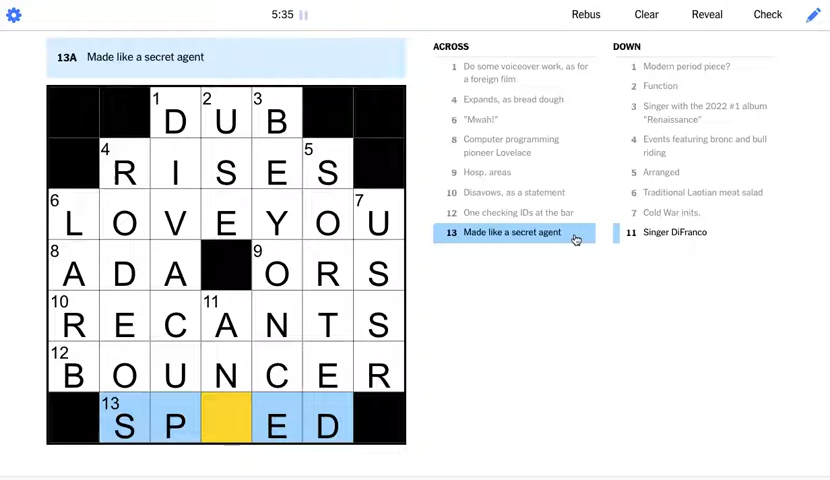 5:35
Rebus Clear Reveal Check
13A Made like a secret agent
1 2 3
D U B
4 5
R I S E S
6 7
L O V E Y O U
8 9
A D A O R S
10 11
R E C A N T S
12
B O U N C E R
13
S P E D
ACROSS
1 Do some voiceover work, as for
a foreign film
4 Expands, as bread dough
6 "Mwah!"
8 Computer programming
pioneer Lovelace
9 Hosp. areas
10 Disavows, as a statement
12 One checking IDs at the bar
13 Made like a secret agent
DOWN
1 Modern period piece?
2 Function
3 Singer with the 2022 #1 album
"Renaissance"
4 Events featuring bronc and bull
riding
5 Arranged
6 Traditional Laotian meat salad
7 Cold War inits.
11 Singer DiFranco